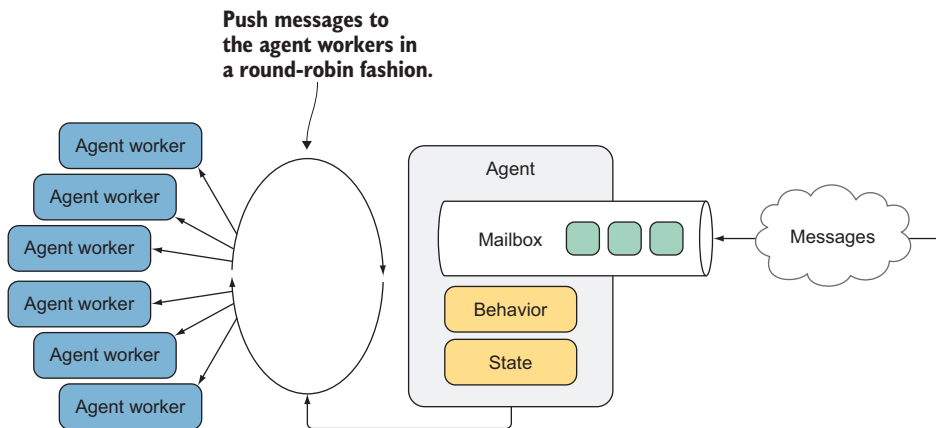 Push messages to
the agent workers in
a round-robin fashion.
Agent worker
Agent worker
Agent worker
Agent worker
Agent worker
Agent worker
Agent
Mailbox
Behavior
State
Messages